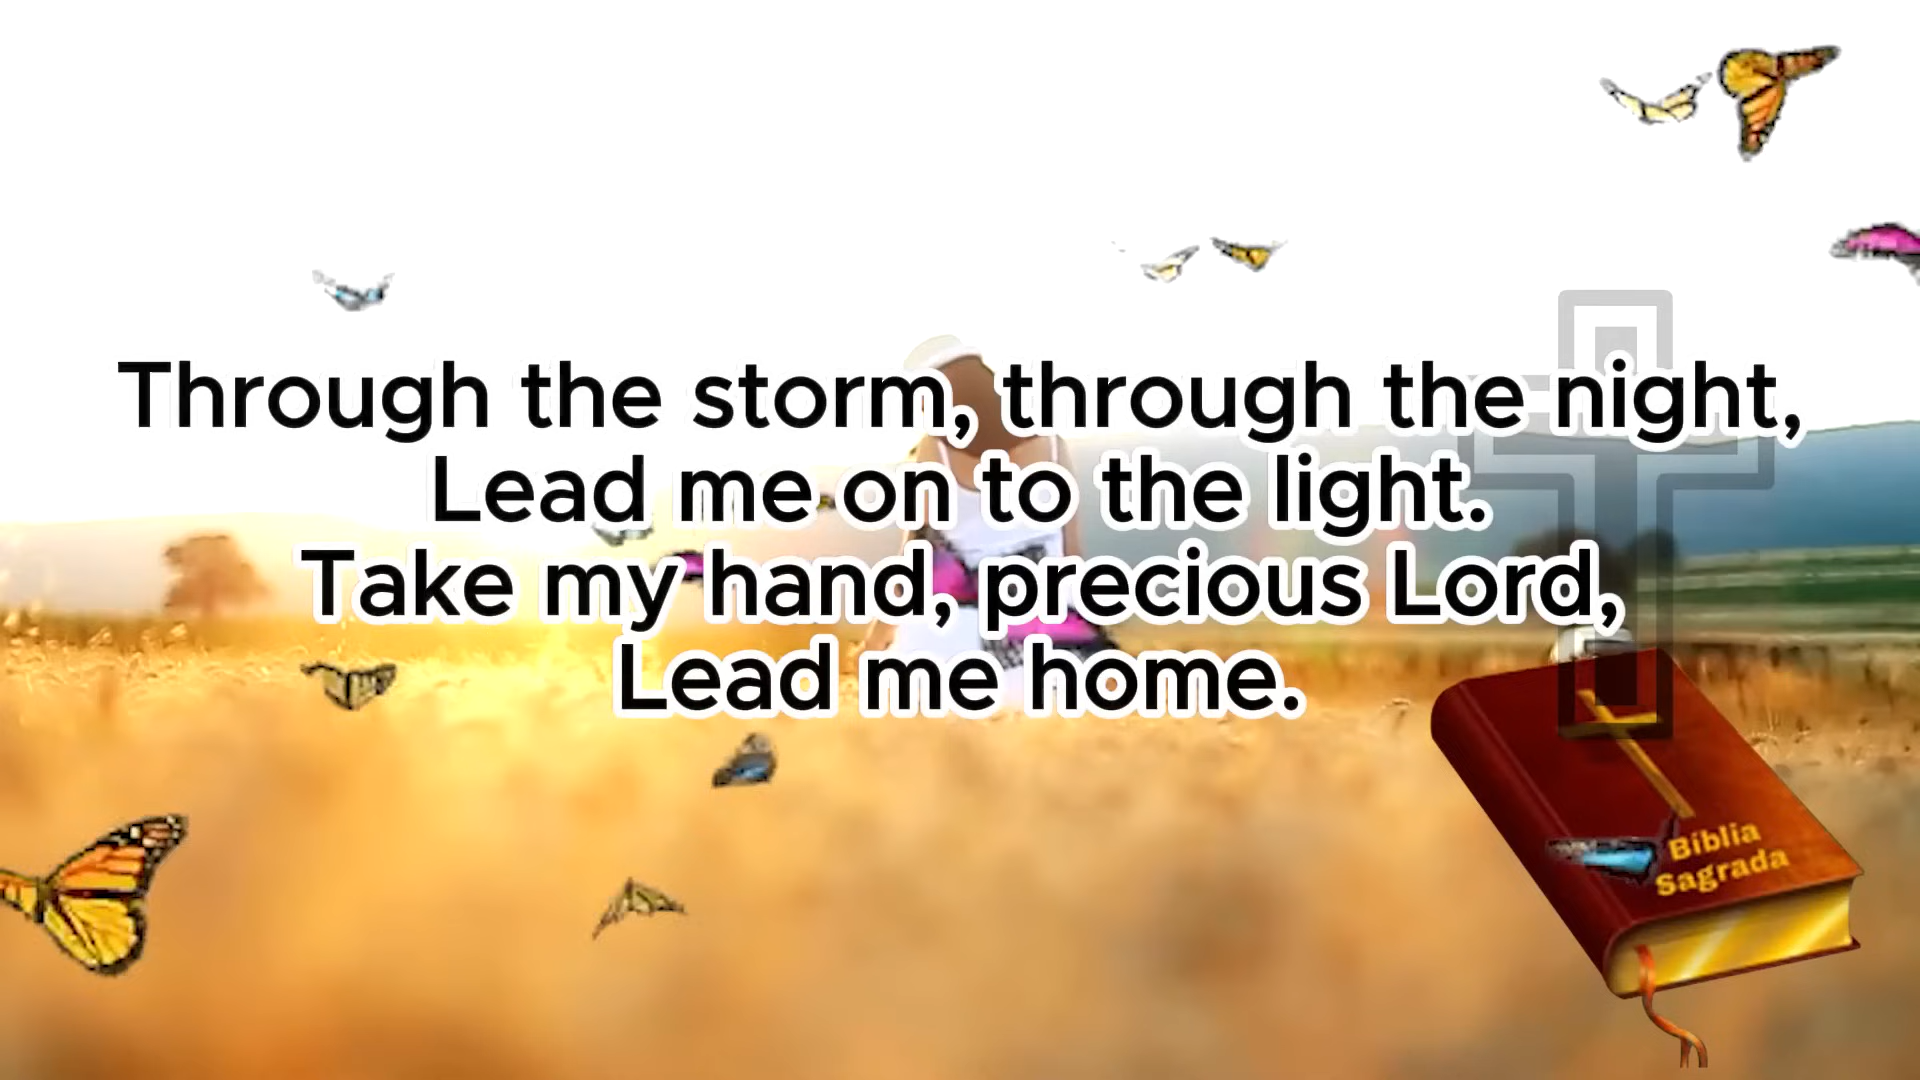 Through the storm, through the night,
Lead me on to the light.
Take my hand, precious Lord,
Lead me home.
Bíblia
Sagrada